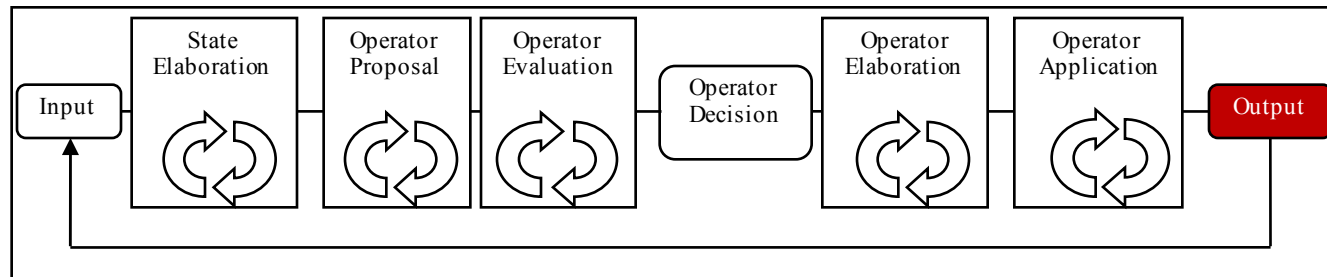 Input
State
Elaboration
Operator
Proposal
Operator
Evaluation
Operator
Decision
Operator
Elaboration
Operator
Application
Output